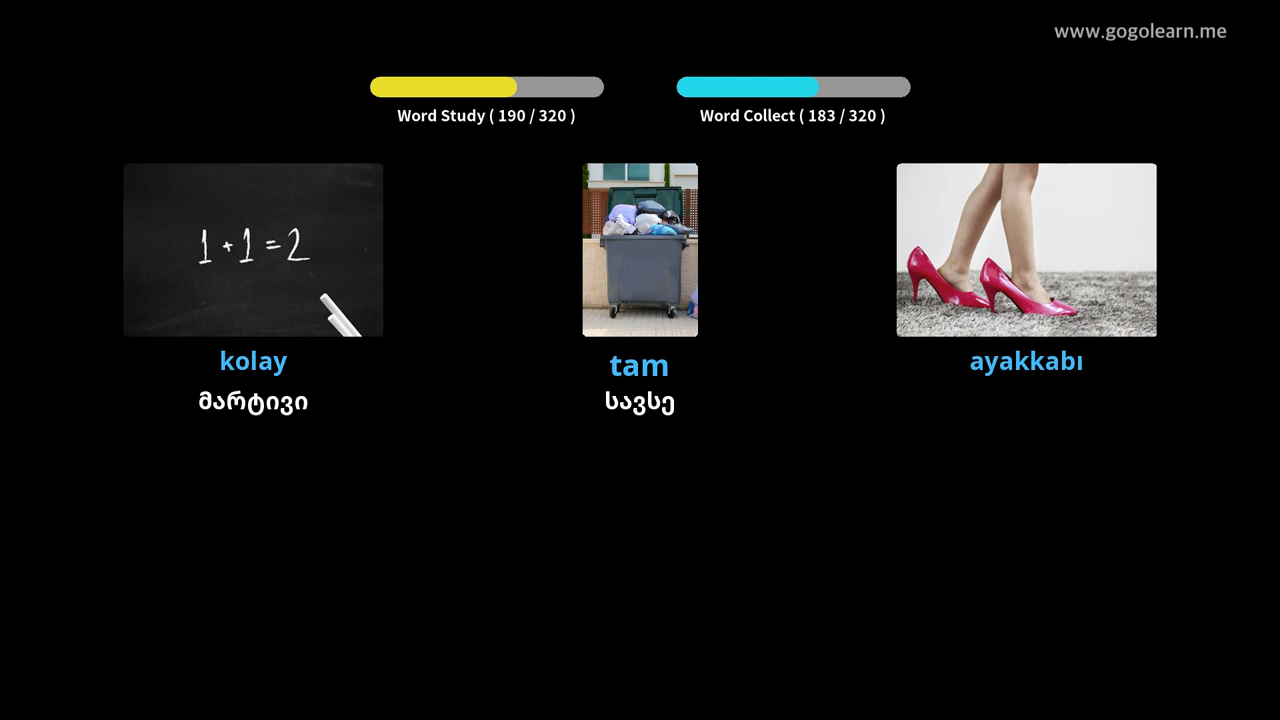 www.gogolearn.me
Word Study ( 190 / 320 )
Word Collect ( 183 / 320 )
1 + 1 = 2
kolay
tam
ayakkabı
მარტივი
სავსე